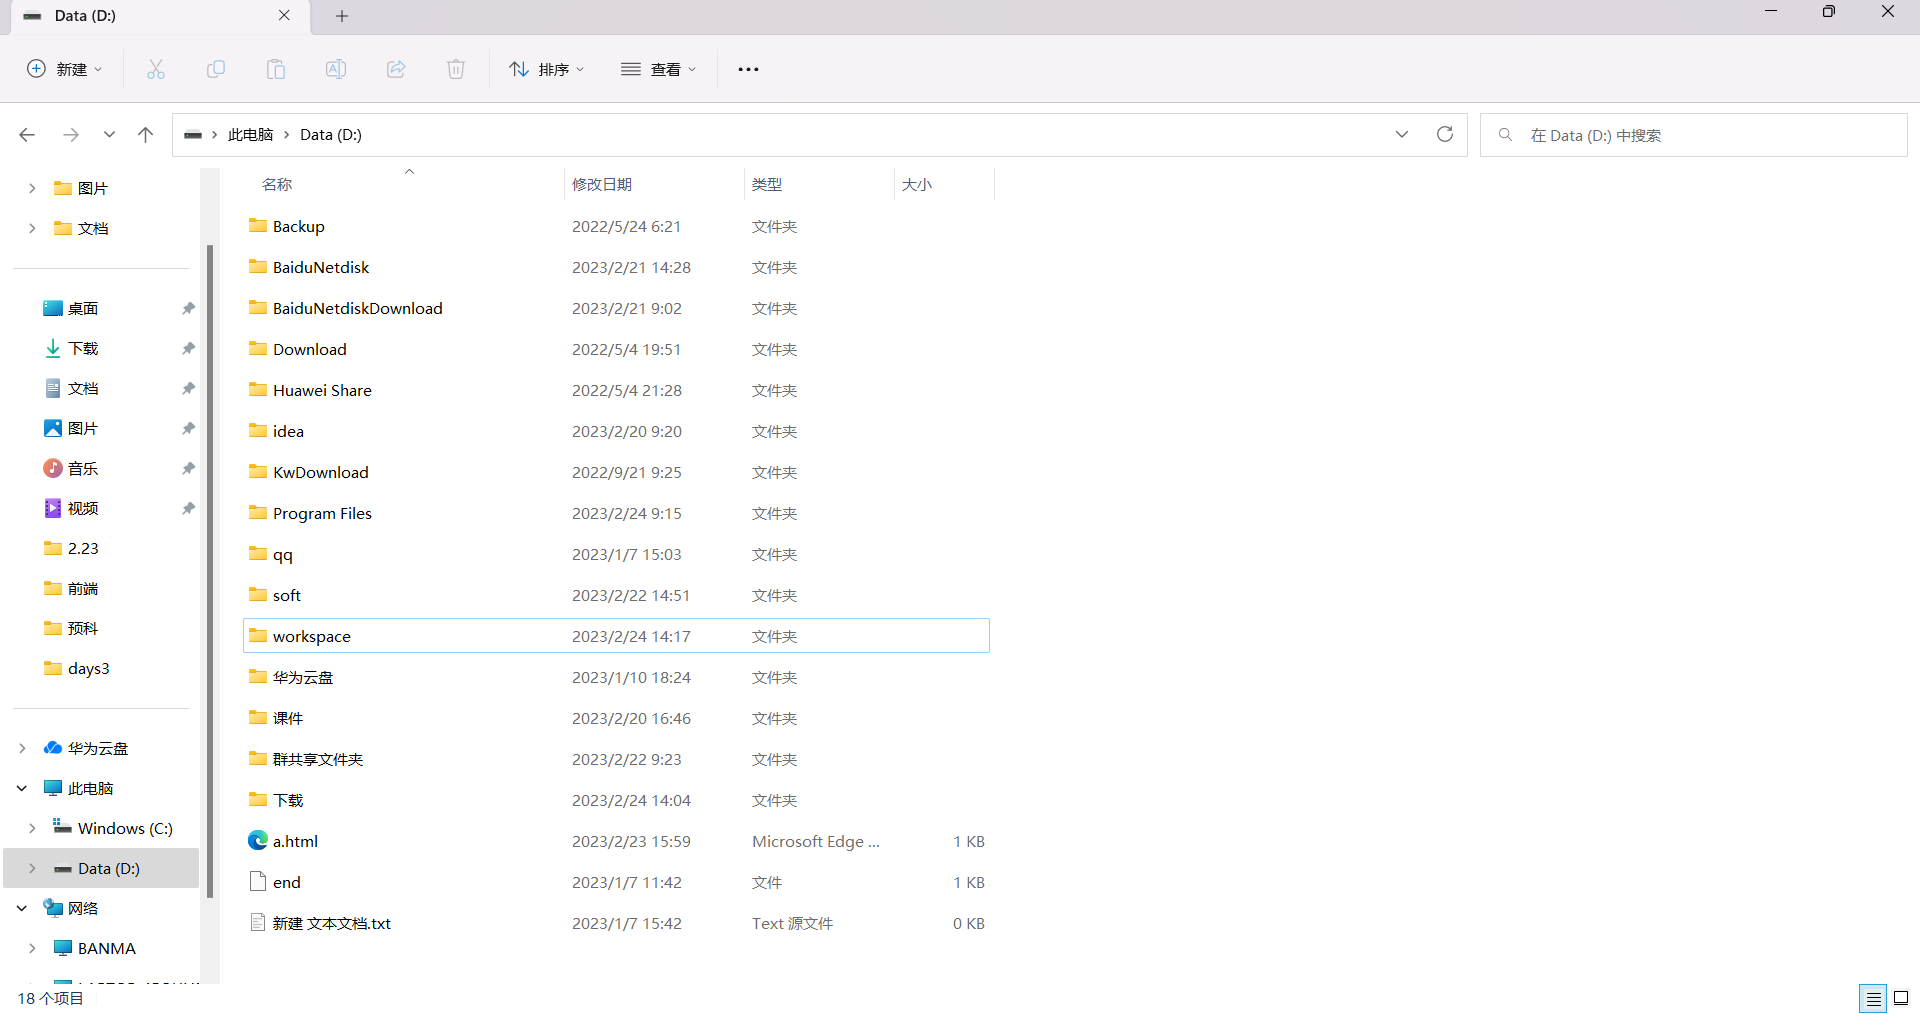 Data (D:)
新建
排序
查看
此电脑 Data (D:)
在 Data (D:) 中搜索
图片
文档
桌面
下载
文档
图片
音乐
视频
2.23
前端
预科
days3
华为云盘
此电脑
Windows (C:)
Data (D:)
网络
BANMA
名称 修改日期 类型 大小
Backup 2022/5/24 6:21 文件夹
BaiduNetdisk 2023/2/21 14:28 文件夹
BaiduNetdiskDownload 2023/2/21 9:02 文件夹
Download 2022/5/4 19:51 文件夹
Huawei Share 2022/5/4 21:28 文件夹
idea 2023/2/20 9:20 文件夹
KwDownload 2022/9/21 9:25 文件夹
Program Files 2023/2/24 9:15 文件夹
qq 2023/1/7 15:03 文件夹
soft 2023/2/22 14:51 文件夹
workspace 2023/2/24 14:17 文件夹
华为云盘 2023/1/10 18:24 文件夹
课件 2023/2/20 16:46 文件夹
群共享文件夹 2023/2/22 9:23 文件夹
下载 2023/2/24 14:04 文件夹
a.html 2023/2/23 15:59 Microsoft Edge ... 1 KB
end 2023/1/7 11:42 文件 1 KB
新建 文本文档.txt 2023/1/7 15:42 Text 源文件 0 KB
18 个项目